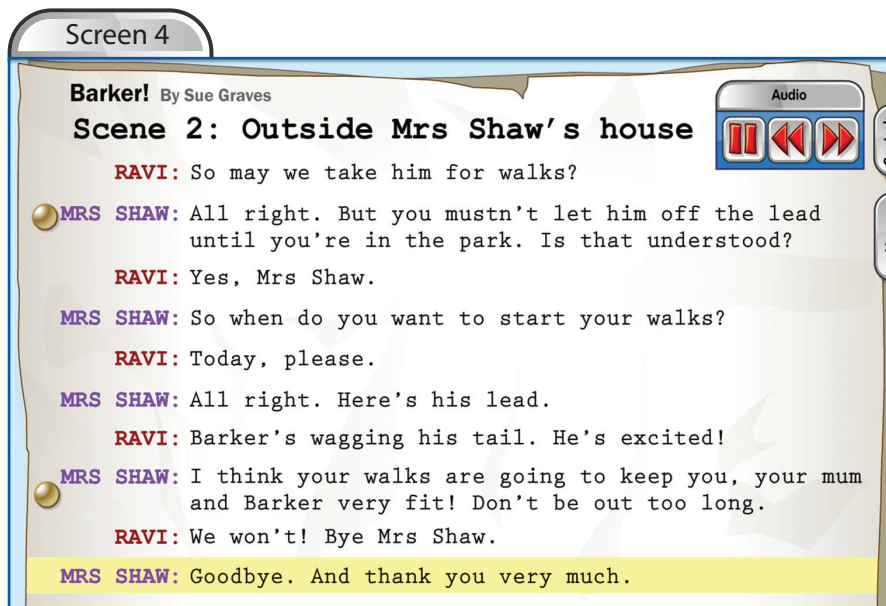 Screen 4
Barker! By Sue Graves
Audio
Scene 2: Outside Mrs Shaw's house
RAVI: So may we take him for walks?
MRS SHAW: All right. But you mustn't let him off the lead
until you're in the park. Is that understood?
RAVI: Yes, Mrs Shaw.
MRS SHAW: So when do you want to start your walks?
RAVI: Today, please.
MRS SHAW: All right. Here's his lead.
RAVI: Barker's wagging his tail. He's excited!
MRS SHAW: I think your walks are going to keep you, your mum
and Barker very fit! Don't be out too long.
RAVI: We won't! Bye Mrs Shaw.
MRS SHAW: Goodbye. And thank you very much.